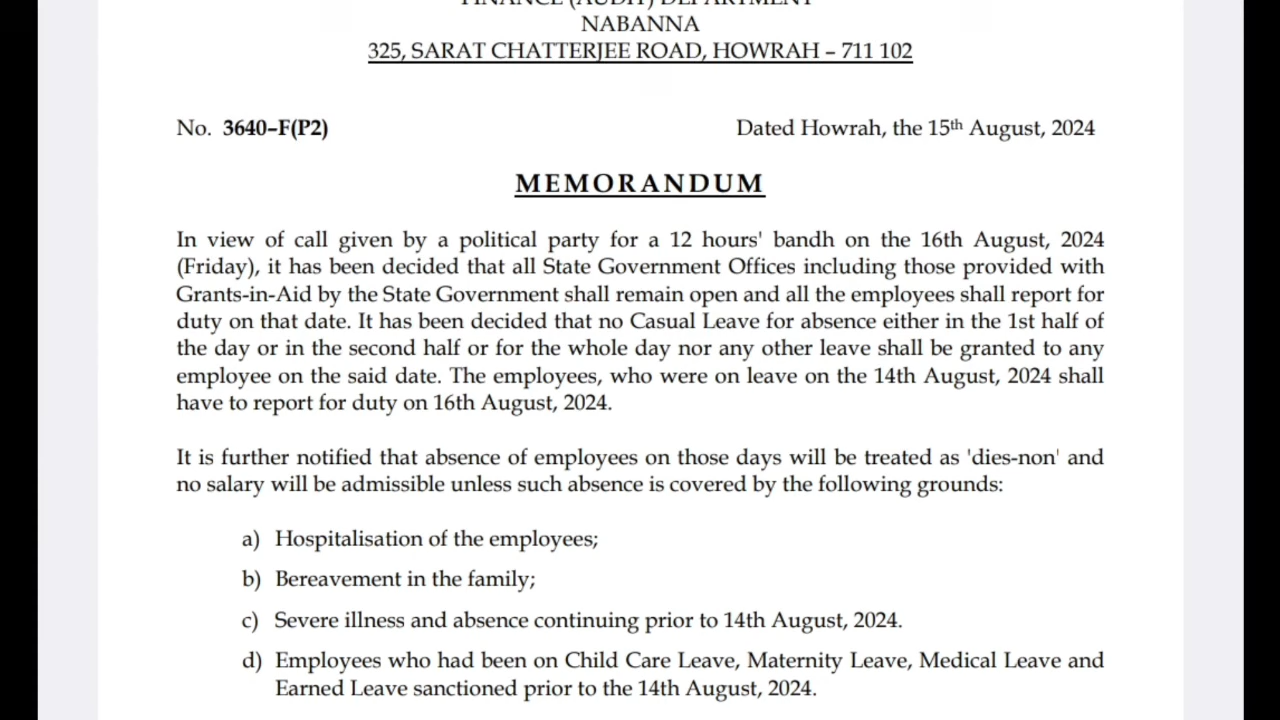 FINANCE (AUDIT) DEPARTMENT
NABANNA
325, SARAT CHATTERJEE ROAD, HOWRAH – 711 102
No. 3640–F(P2) Dated Howrah, the 15th August, 2024
MEMORANDUM
In view of call given by a political party for a 12 hours' bandh on the 16th August, 2024
(Friday), it has been decided that all State Government Offices including those provided with
Grants-in-Aid by the State Government shall remain open and all the employees shall report for
duty on that date. It has been decided that no Casual Leave for absence either in the 1st half of
the day or in the second half or for the whole day nor any other leave shall be granted to any
employee on the said date. The employees, who were on leave on the 14th August, 2024 shall
have to report for duty on 16th August, 2024.
It is further notified that absence of employees on those days will be treated as 'dies-non' and
no salary will be admissible unless such absence is covered by the following grounds:
a) Hospitalisation of the employees;
b) Bereavement in the family;
c) Severe illness and absence continuing prior to 14th August, 2024.
d) Employees who had been on Child Care Leave, Maternity Leave, Medical Leave and
Earned Leave sanctioned prior to the 14th August, 2024.